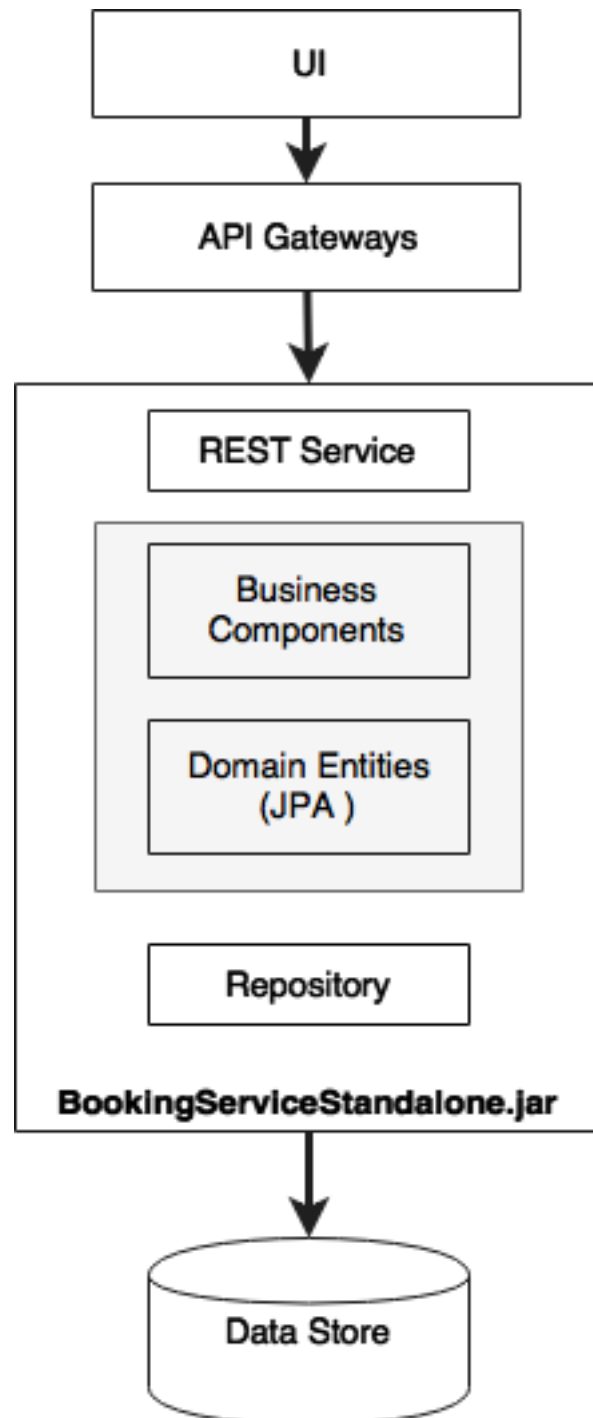 UI
API Gateways
REST Service
Business
Components
Domain Entities
(JPA )
Repository
BookingServiceStandalone.jar
Data Store